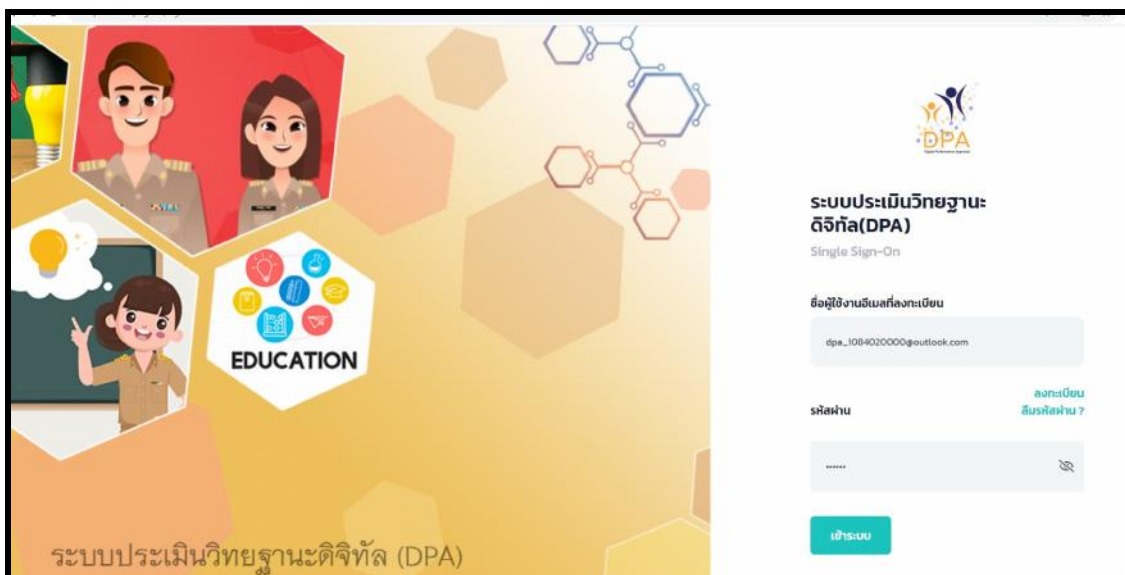 EDUCATION
ระบบประเมินวิทยฐานะดิจิทัล (DPA)
DPA
ระบบประเมินวิทยฐานะ
ดิจิทัล(DPA)
Single Sign-On
ชื่อผู้ใช้งานอีเมลที่ลงทะเบียน
dpa_1084020000@outlook.com
ลงทะเบียน
รหัสผ่าน
ลืมรหัสผ่าน ?
เข้าระบบ